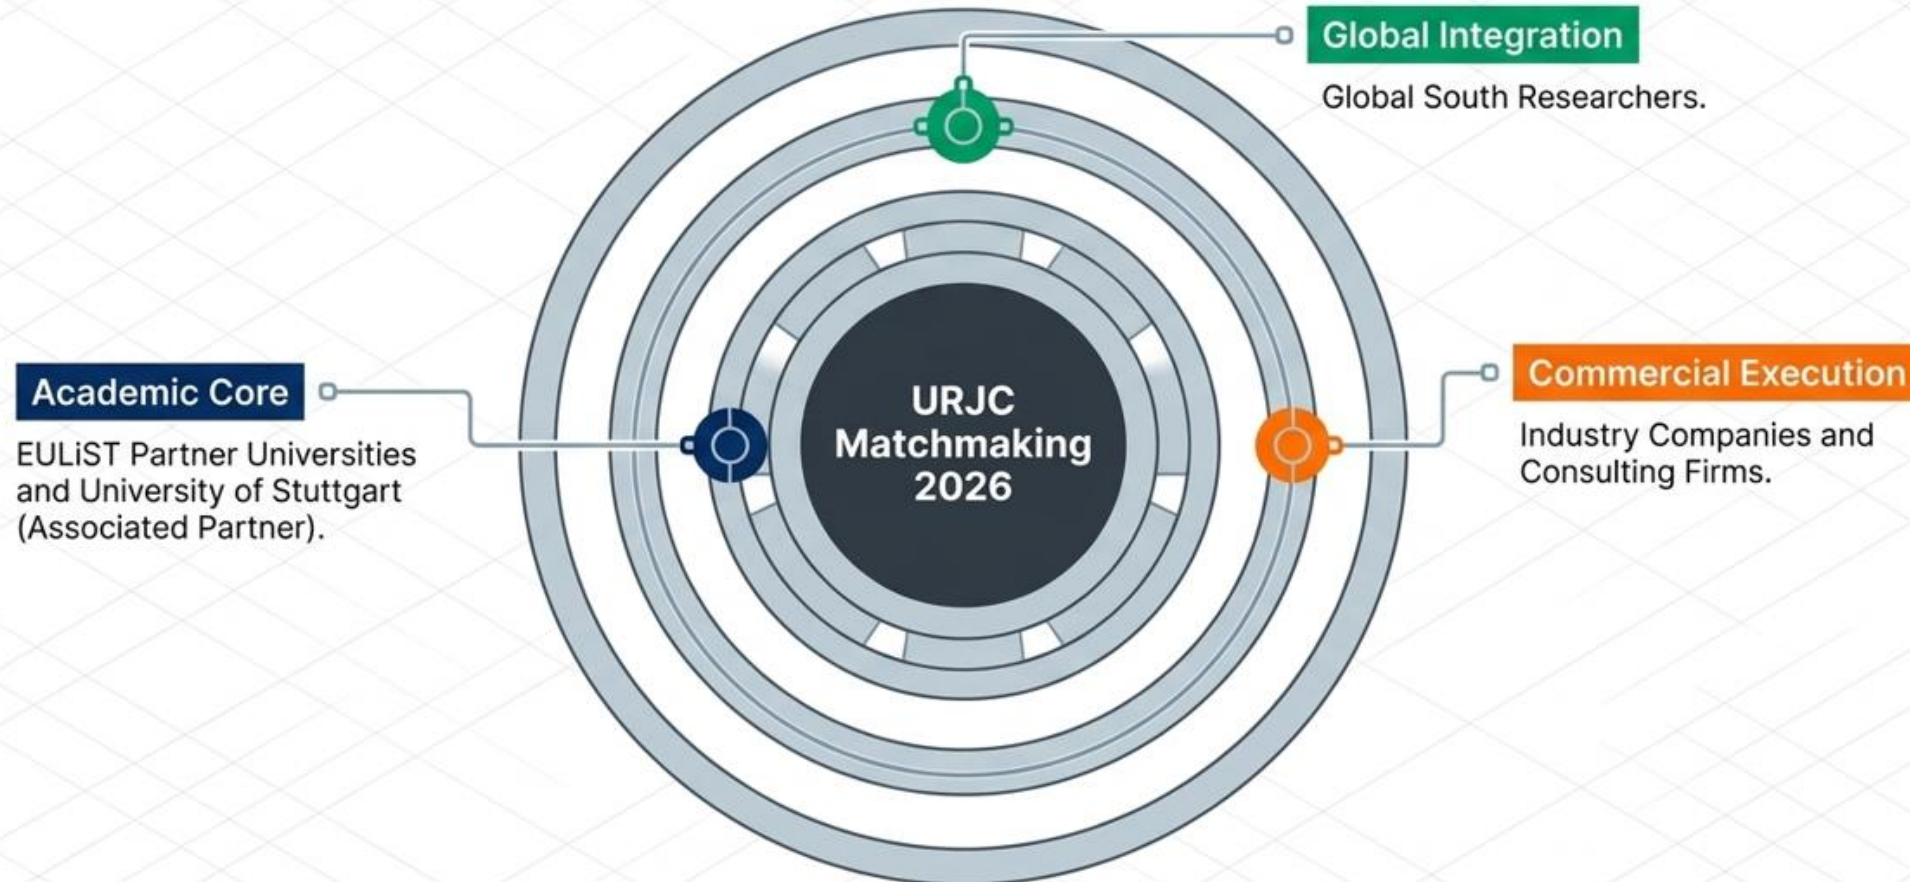 Global Integration
Global South Researchers.
Academic Core
EULiST Partner Universities
and University of Stuttgart
(Associated Partner).
URJC
Matchmaking
2026
Commercial Execution
Industry Companies and
Consulting Firms.